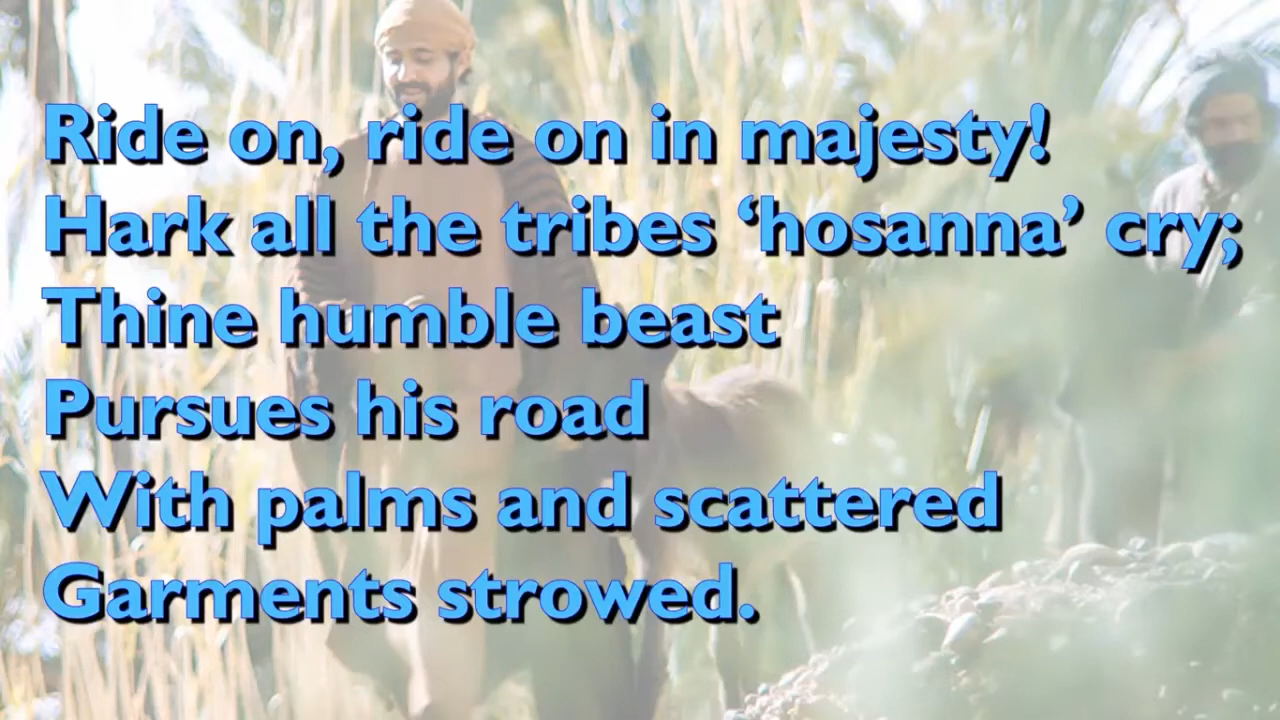 Ride on, ride on in majesty!
Hark all the tribes ‘hosanna’ cry;
Thine humble beast
Pursues his road
With palms and scattered
Garments strowed.